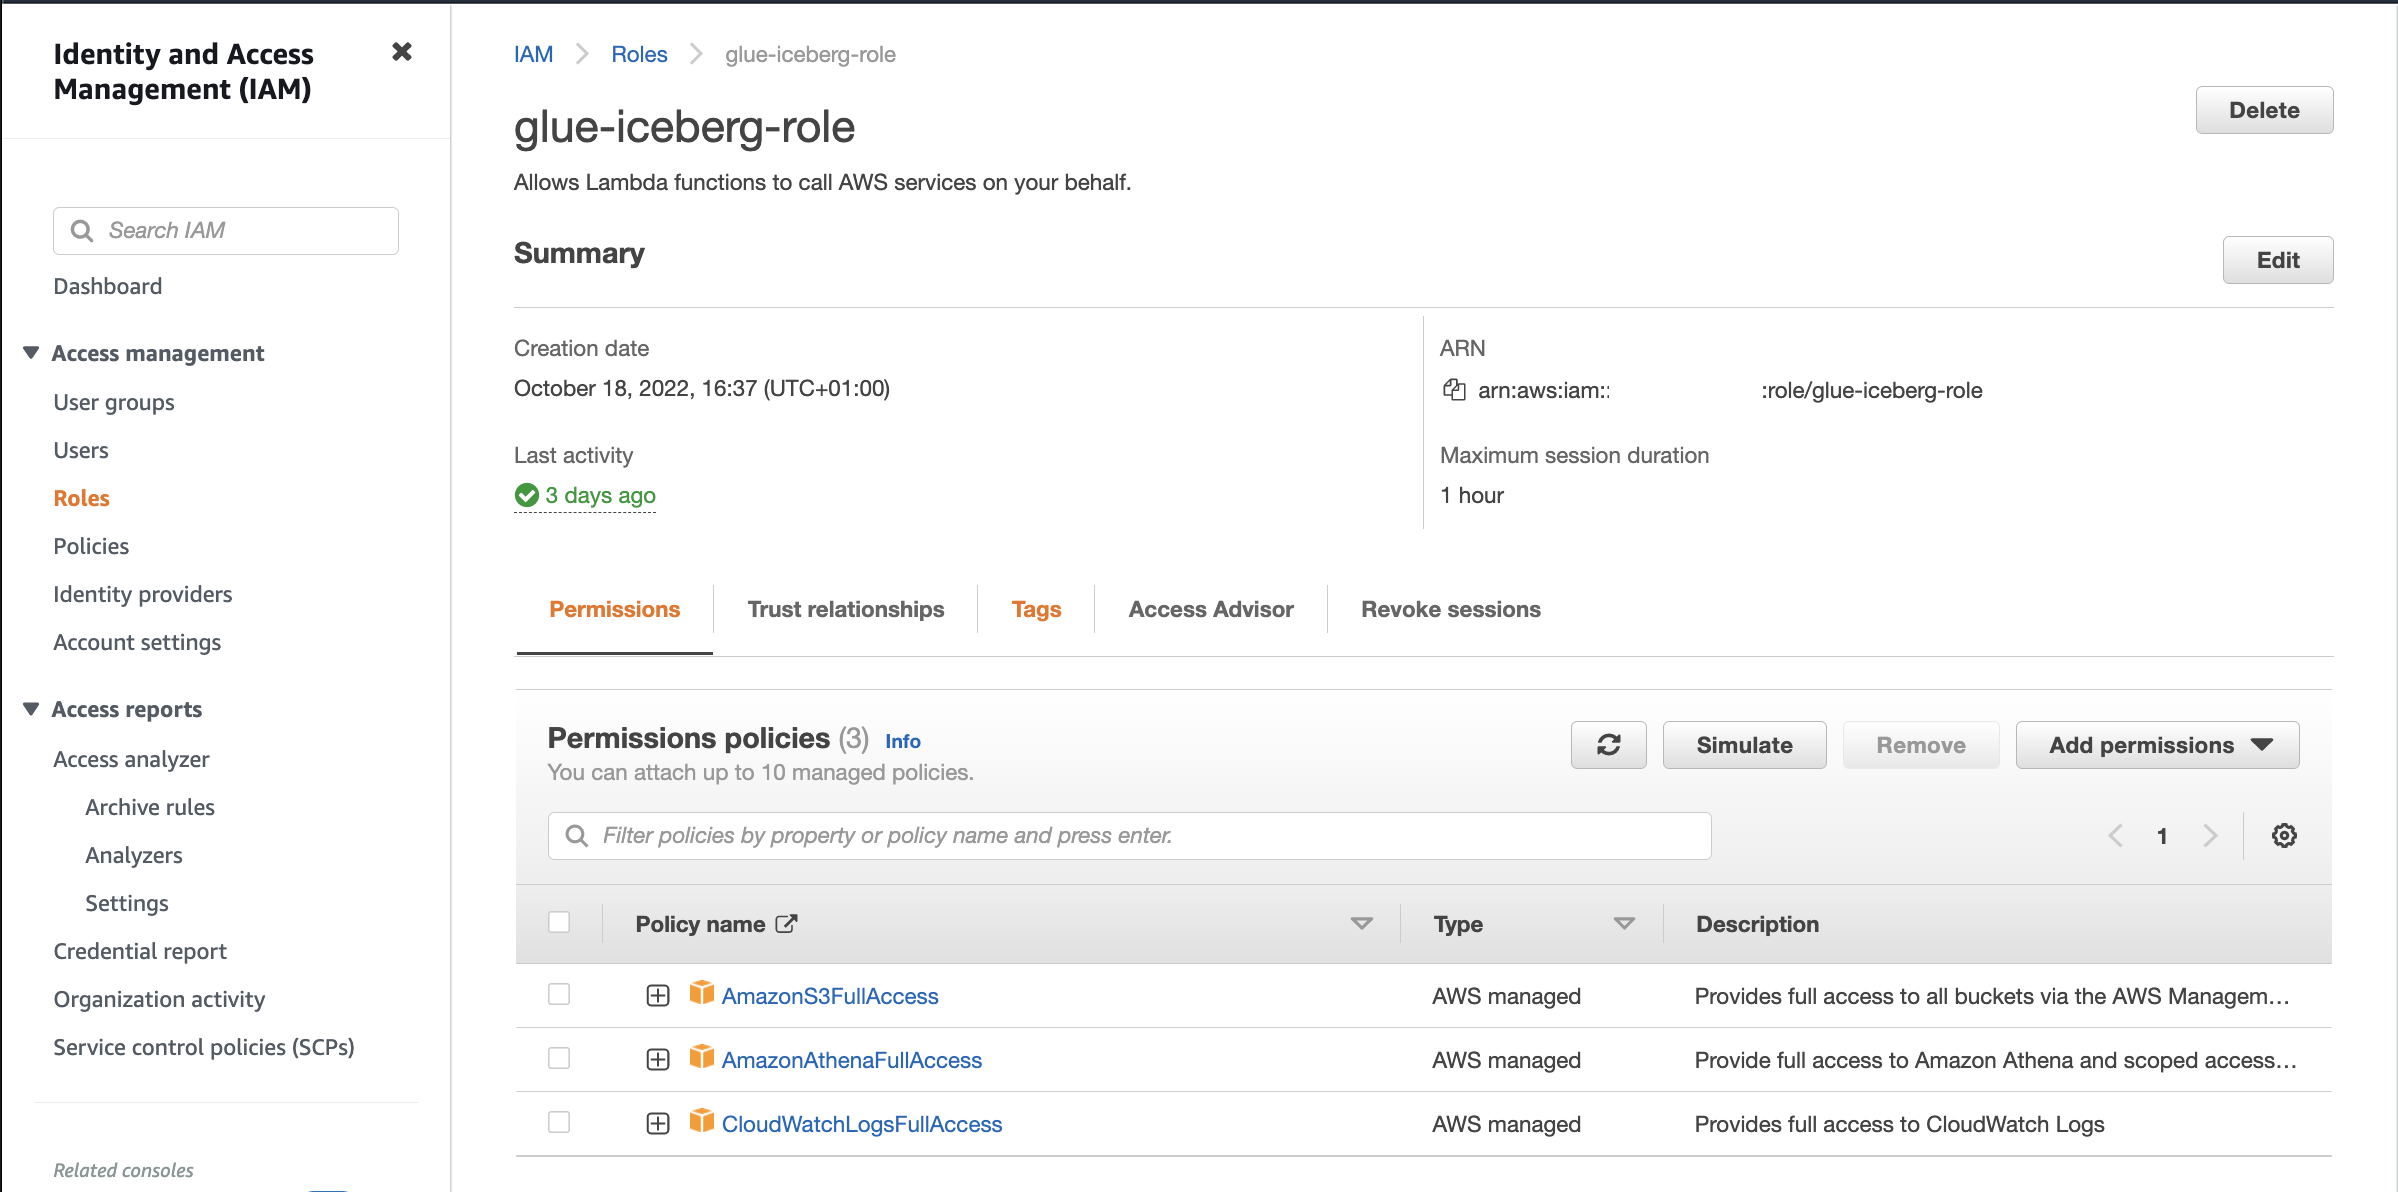 Identity and Access
Management (IAM)
Search IAM
Dashboard
Access management
User groups
Users
Roles
Policies
Identity providers
Account settings
Access reports
Access analyzer
Archive rules
Analyzers
Settings
Credential report
Organization activity
Service control policies (SCPs)
Related consoles
IAM Roles glue-iceberg-role
glue-iceberg-role
Delete
Allows Lambda functions to call AWS services on your behalf.
Summary
Edit
Creation date
October 18, 2022, 16:37 (UTC+01:00)
Last activity
3 days ago
ARN
arn:aws:iam:: :role/glue-iceberg-role
Maximum session duration
1 hour
Permissions Trust relationships Tags Access Advisor Revoke sessions
Permissions policies (3) Info
You can attach up to 10 managed policies.
Simulate Remove Add permissions
Filter policies by property or policy name and press enter.
1
Policy name Type Description
AmazonS3FullAccess AWS managed Provides full access to all buckets via the AWS Managem...
AmazonAthenaFullAccess AWS managed Provide full access to Amazon Athena and scoped access...
CloudWatchLogsFullAccess AWS managed Provides full access to CloudWatch Logs